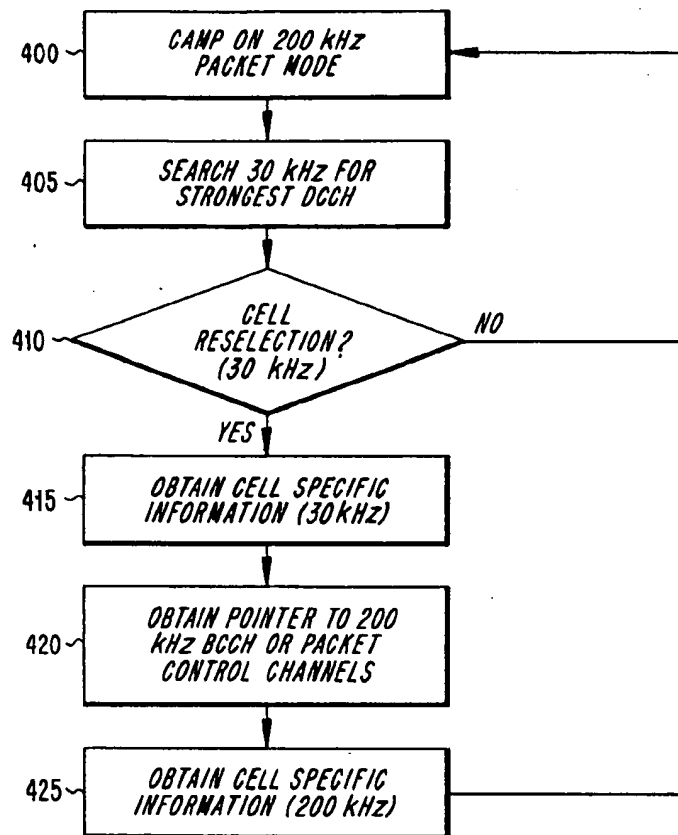 400
CAMP ON 200 kHz
PACKET MODE
405
SEARCH 30 kHz FOR
STRONGEST DCCH
410
CELL
RESELECTION?
(30 kHz)
NO
YES
415
OBTAIN CELL SPECIFIC
INFORMATION (30kHz)
420
OBTAIN POINTER TO 200
kHz BCCH OR PACKET
CONTROL CHANNELS
425
OBTAIN CELL SPECIFIC
INFORMATION (200 kHz)